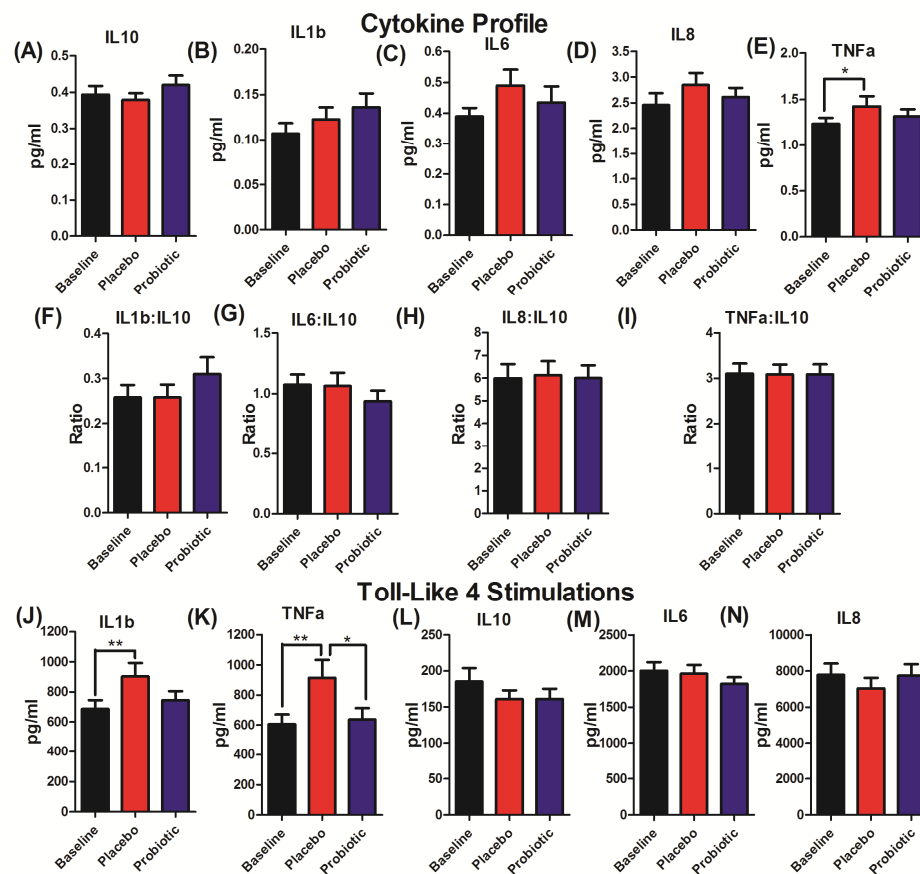 Cytokine Profile
(A) IL10
pg/ml
0.5
0.4
0.3
0.2
0.1
0.0
Baseline
Placebo
Probiotic
(B) IL1b
0.20
0.15
0.10
0.05
0.00
Baseline
Placebo
Probiotic
(C) IL6
pg/ml
0.6
0.5
0.4
0.3
0.2
0.1
0.0
Baseline
Placebo
Probiotic
(D) IL8
pg/ml
3.5
3.0
2.5
2.0
1.5
1.0
0.5
0.0
Baseline
Placebo
Probiotic
(E) TNFa
*
pg/ml
2.0
1.5
1.0
0.5
0.0
Baseline
Placebo
Probiotic
(F) IL1b:IL10
Ratio
0.4
0.3
0.2
0.1
0.0
Baseline
Placebo
Probiotic
(G) IL6:IL10
1.5
1.0
0.5
0.0
Baseline
Placebo
Probiotic
(H) IL8:IL10
Ratio
8
7
6
5
4
3
2
1
0
Baseline
Placebo
Probiotic
(I) TNFa:IL10
Ratio
4
3
2
1
0
Baseline
Placebo
Probiotic
Toll-Like 4 Stimulations
(J) IL1b
**
pg/ml
1200
1000
800
600
400
200
0
Baseline
Placebo
Probiotic
(K) TNFa
**
*
pg/ml
1200
1000
800
600
400
200
0
Baseline
Placebo
Probiotic
(L) IL10
pg/ml
250
200
150
100
50
0
Baseline
Placebo
Probiotic
(M) IL6
pg/ml
2500
2000
1500
1000
500
0
Baseline
Placebo
Probiotic
(N) IL8
pg/ml
10000
8000
6000
4000
2000
0
Baseline
Placebo
Probiotic